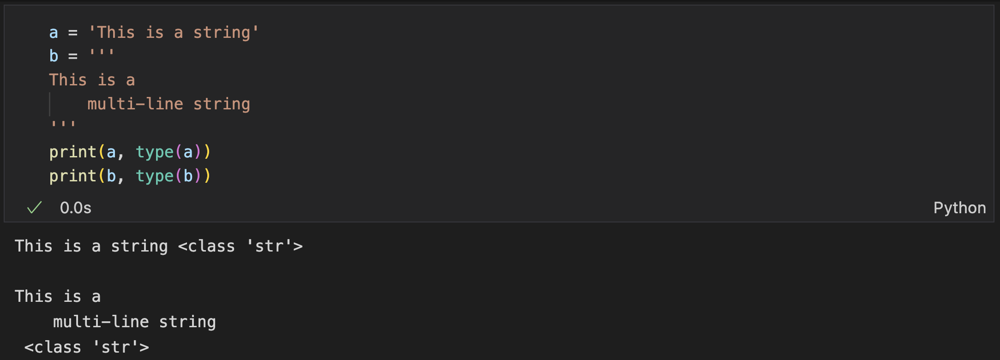 a = 'This is a string'
b = '''
This is a
    multi-line string
'''
print(a, type(a))
print(b, type(b))
✓ 0.0s
Python
This is a string <class 'str'>

This is a
    multi-line string
 <class 'str'>